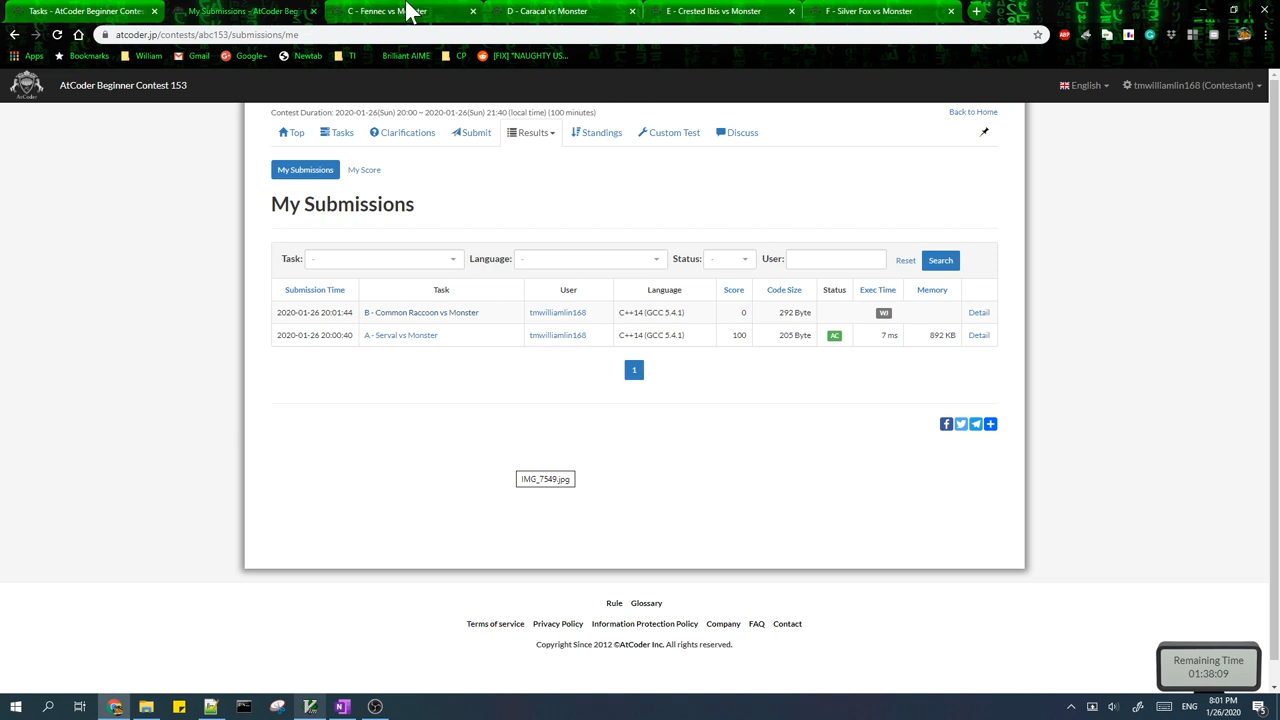 Tasks - AtCoder Beginner Contes
My Submissions - AtCoder Begin
C - Fennec vs Monster
D - Caracal vs Monster
E - Crested Ibis vs Monster
F - Silver Fox vs Monster
atcoder.jp/contests/abc153/submissions/me
Apps
Bookmarks
William
Gmail
Google+
Newtab
TI
Brilliant AIME
CP
[FIX] "NAUGHTY US...
AtCoder Beginner Contest 153
English
tmwilliamlin168 (Contestant)
Contest Duration: 2020-01-26(Sun) 20:00 ~ 2020-01-26(Sun) 21:40 (local time) (100 minutes)
Back to Home
Top
Tasks
Clarifications
Submit
Results
Standings
Custom Test
Discuss
My Submissions
My Score
My Submissions
Task: -
Language: -
Status: -
User:
Reset
Search
Submission Time Task User Language Score Code Size Status Exec Time Memory
2020-01-26 20:01:44 B - Common Raccoon vs Monster tmwilliamlin168 C++14 (GCC 5.4.1) 0 292 Byte WJ Detail
2020-01-26 20:00:40 A - Serval vs Monster tmwilliamlin168 C++14 (GCC 5.4.1) 100 205 Byte AC 7 ms 892 KB Detail
1
IMG_7549.jpg
Rule Glossary
Terms of service Privacy Policy Information Protection Policy Company FAQ Contact
Copyright Since 2012 ©AtCoder Inc. All rights reserved.
Remaining Time
01:38:09
ENG
8:01 PM
1/26/2020